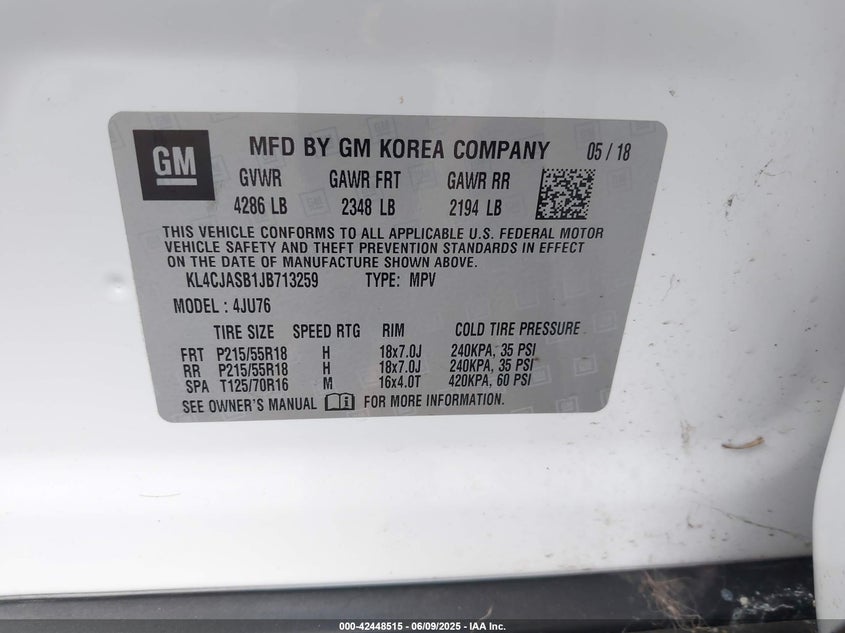 GM
MFD BY GM KOREA COMPANY 05 / 18
GVWR GAWR FRT GAWR RR
4286 LB 2348 LB 2194 LB
THIS VEHICLE CONFORMS TO ALL APPLICABLE U.S. FEDERAL MOTOR
VEHICLE SAFETY AND THEFT PREVENTION STANDARDS IN EFFECT
ON THE DATE OF MANUFACTURE SHOWN ABOVE.
KL4CJASB1JB713259 TYPE: MPV
MODEL : 4JU76
TIRE SIZE SPEED RTG RIM COLD TIRE PRESSURE
FRT P215/55R18 H 18x7.0J 240KPA, 35 PSI
RR P215/55R18 H 18x7.0J 240KPA, 35 PSI
SPA T125/70R16 M 16x4.0T 420KPA, 60 PSI
SEE OWNER'S MANUAL FOR MORE INFORMATION.
000-42448515 / 06/09/2025 - IAA Inc.